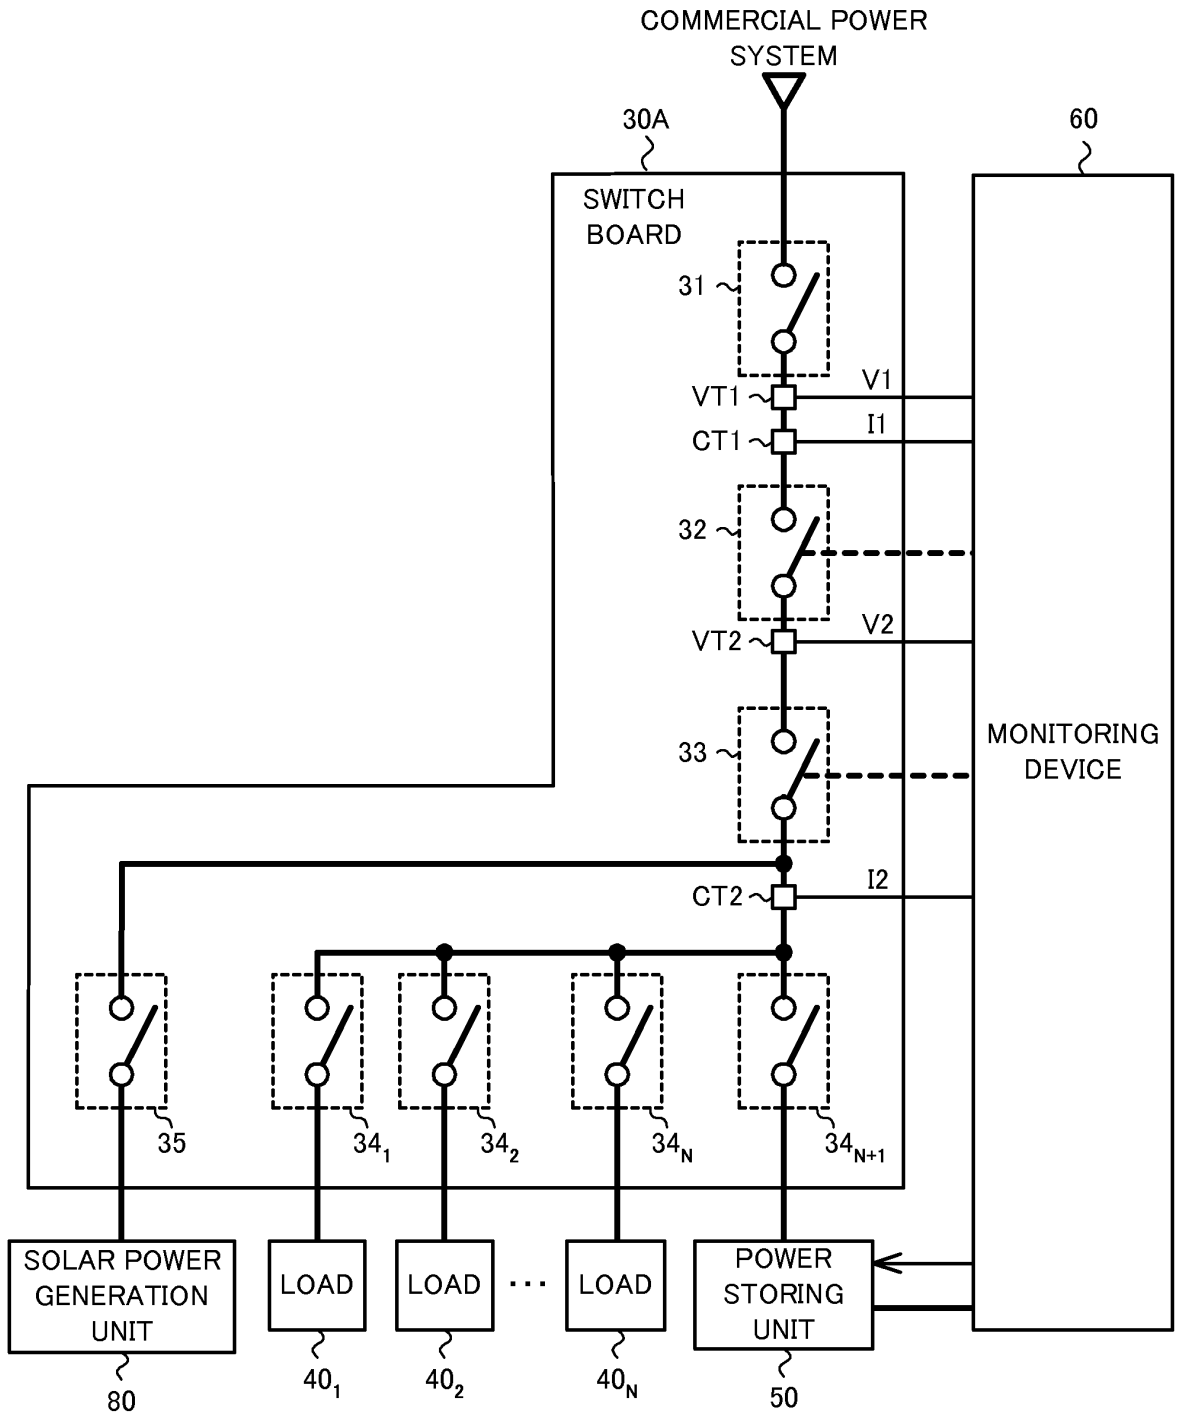 COMMERCIAL POWER
SYSTEM
30A
60
SWITCH
BOARD
31
VT1
V1
CT1
I1
32
VT2
V2
33
MONITORING
DEVICE
CT2
I2
35
34₁
34₂
34N
34N+1
SOLAR POWER
GENERATION
UNIT
LOAD
LOAD
...
LOAD
POWER
STORING
UNIT
80
40₁
40₂
40N
50